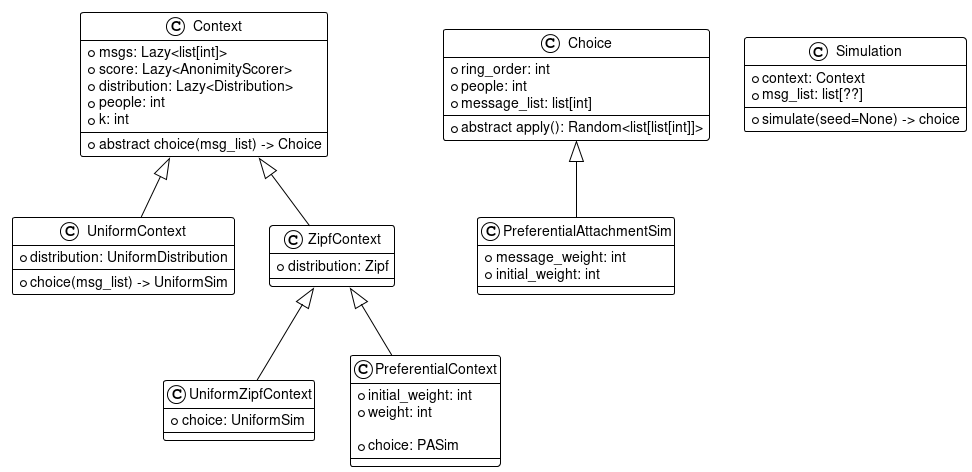 C Context
msgs: Lazy<list[int]>
score: Lazy<AnonimityScorer>
distribution: Lazy<Distribution>
people: int
k: int
abstract choice(msg_list) -> Choice
C Choice
ring_order: int
people: int
message_list: list[int]
abstract apply(): Random<list[list[int]]>
C Simulation
context: Context
msg_list: list[??]
simulate(seed=None) -> choice
C UniformContext
distribution: UniformDistribution
choice(msg_list) -> UniformSim
C ZipfContext
distribution: Zipf
C PreferentialAttachmentSim
message_weight: int
initial_weight: int
C UniformZipfContext
choice: UniformSim
C PreferentialContext
initial_weight: int
weight: int
choice: PASim